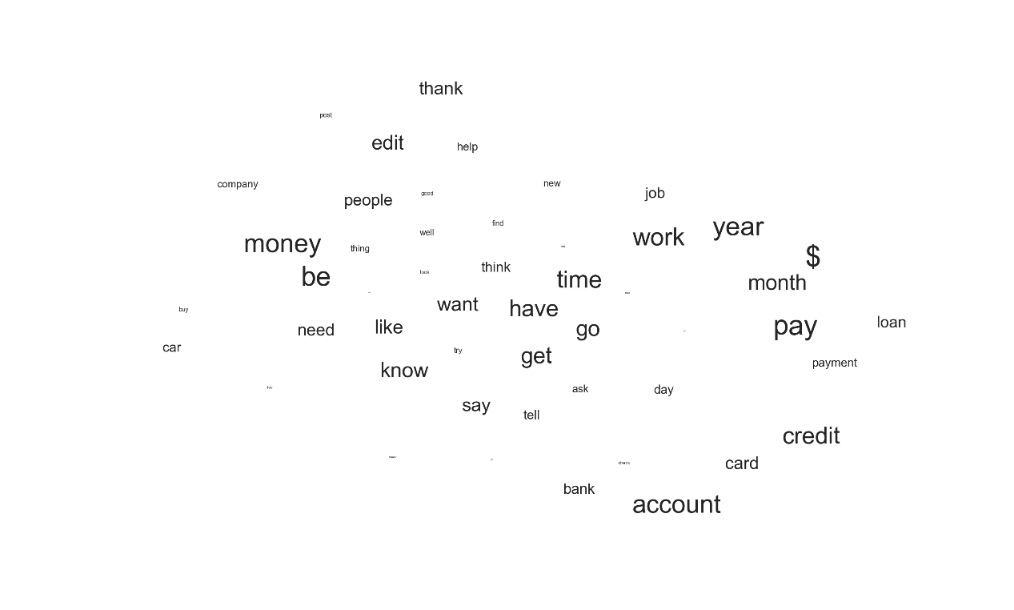 thank
post
edit
help
company
people
good
new
job
find
well
money
thing
work
year
$
be
think
time
month
want
have
buy
need
like
go
pay
loan
car
know
try
get
payment
ask
day
say
tell
credit
card
bank
account